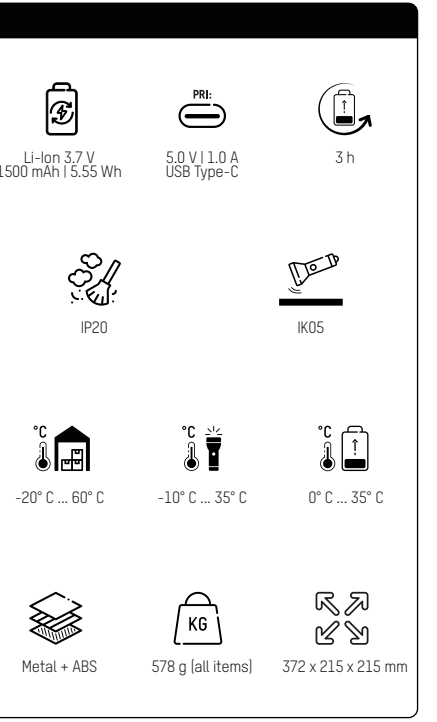 PRI:
Li-Ion 3.7 V
1500 mAh | 5.55 Wh
5.0 V | 1.0 A
USB Type-C
3 h
IP20
IK05
°C
°C
°C
-20° C ... 60° C
-10° C ... 35° C
0° C ... 35° C
KG
Metal + ABS
578 g (all items)
372 x 215 x 215 mm